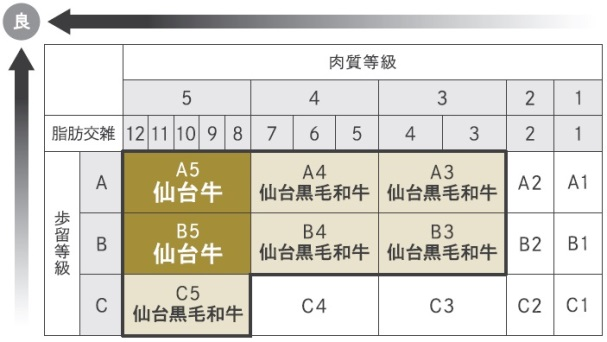 良
肉質等級
5 4 3 2 1
脂肪交雑 12 11 10 9 8 7 6 5 4 3 2 1
歩留等級
A
A5 A4 A3 A2 A1
仙台牛 仙台黒毛和牛 仙台黒毛和牛
B
B5 B4 B3 B2 B1
仙台牛 仙台黒毛和牛 仙台黒毛和牛
C
C5 C4 C3 C2 C1
仙台黒毛和牛